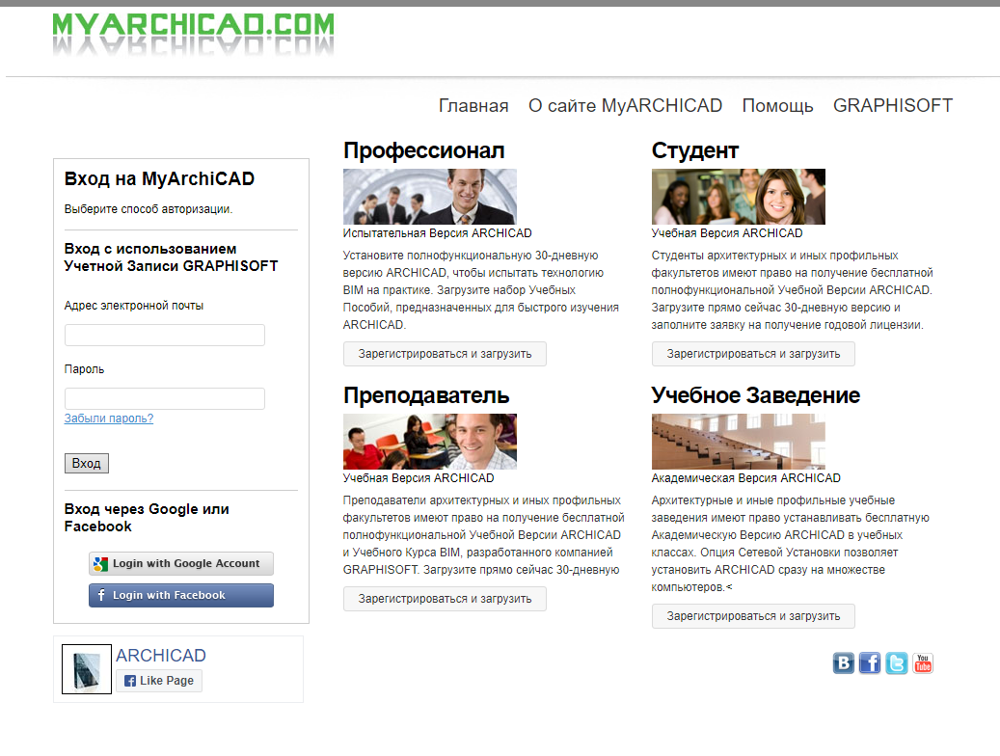 MYARCHICAD.COM
Главная О сайте MyARCHICAD Помощь GRAPHISOFT
Вход на MyArchiCAD
Выберите способ авторизации.
Вход с использованием
Учетной Записи GRAPHISOFT
Адрес электронной почты
Пароль
Забыли пароль?
Вход
Вход через Google или
Facebook
Login with Google Account
Login with Facebook
ARCHICAD
Like Page
Профессионал
Испытательная Версия ARCHICAD
Установите полнофункциональную 30-дневную
версию ARCHICAD, чтобы испытать технологию
BIM на практике. Загрузите набор Учебных
Пособий, предназначенных для быстрого изучения
ARCHICAD.
Зарегистрироваться и загрузить
Студент
Учебная Версия ARCHICAD
Студенты архитектурных и иных профильных
факультетов имеют право на получение бесплатной
полнофункциональной Учебной Версии ARCHICAD.
Загрузите прямо сейчас 30-дневную версию и
заполните заявку на получение годовой лицензии.
Зарегистрироваться и загрузить
Преподаватель
Учебная Версия ARCHICAD
Преподаватели архитектурных и иных профильных
факультетов имеют право на получение бесплатной
полнофункциональной Учебной Версии ARCHICAD
и Учебного Курса BIM, разработанного компанией
GRAPHISOFT. Загрузите прямо сейчас 30-дневную
Зарегистрироваться и загрузить
Учебное Заведение
Академическая Версия ARCHICAD
Архитектурные и иные профильные учебные
заведения имеют право устанавливать бесплатную
Академическую Версию ARCHICAD в учебных
классах. Опция Сетевой Установки позволяет
установить ARCHICAD сразу на множестве
компьютеров.<
Зарегистрироваться и загрузить
You
Tube